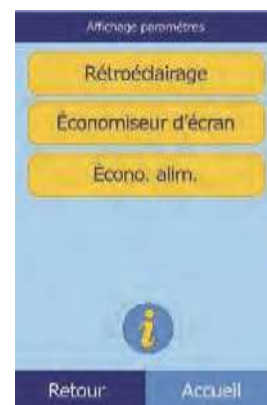 Affichage paramètres
Rétroéclairage
Économiseur d'écran
Écono. alim.
i
Retour Accueil